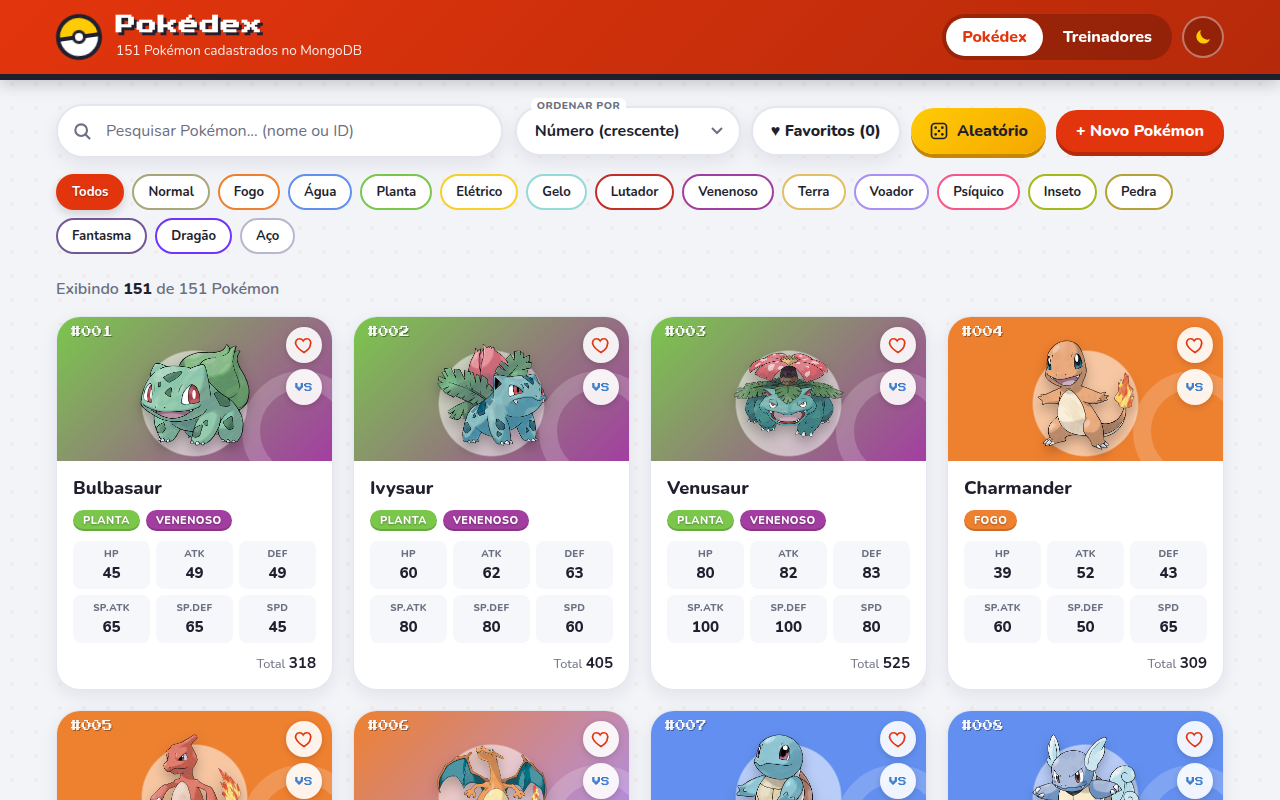 Pokédex
151 Pokémon cadastrados no MongoDB
Pokédex
Treinadores
Pesquisar Pokémon... (nome ou ID)
ORDENAR POR
Número (crescente)
♥ Favoritos (0)
Aleatório
+ Novo Pokémon
Todos
Normal
Fogo
Água
Planta
Elétrico
Gelo
Lutador
Venenoso
Terra
Voador
Psíquico
Inseto
Pedra
Fantasma
Dragão
Aço
Exibindo 151 de 151 Pokémon
#001
VS
Bulbasaur
PLANTA VENENOSO
HP ATK DEF
45 49 49
SP.ATK SP.DEF SPD
65 65 45
Total 318
#002
VS
Ivysaur
PLANTA VENENOSO
HP ATK DEF
60 62 63
SP.ATK SP.DEF SPD
80 80 60
Total 405
#003
VS
Venusaur
PLANTA VENENOSO
HP ATK DEF
80 82 83
SP.ATK SP.DEF SPD
100 100 80
Total 525
#004
VS
Charmander
FOGO
HP ATK DEF
39 52 43
SP.ATK SP.DEF SPD
60 50 65
Total 309
#005
VS
#006
VS
#007
VS
#008
VS